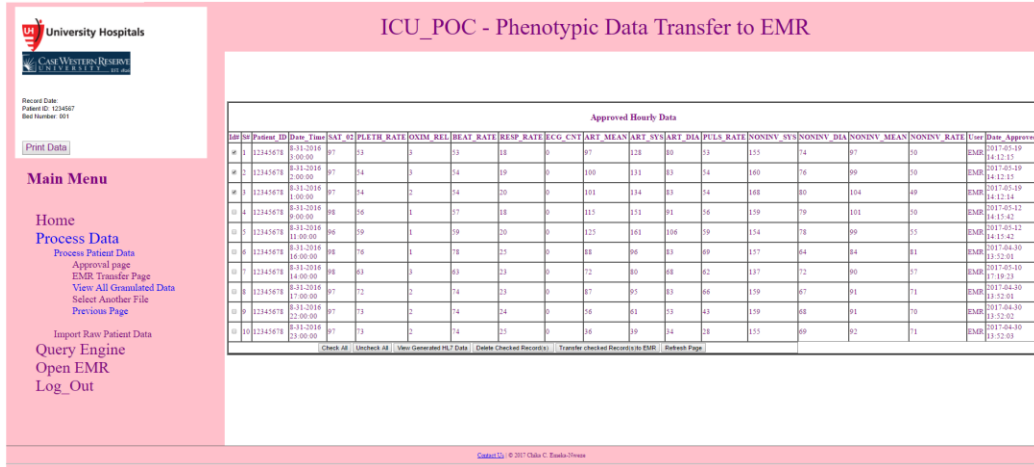 University Hospitals
CASE WESTERN RESERVE
UNIVERSITY EST. 1826
Record Date:
Patient ID: 1234567
Bed Number: 001
Print Data
Main Menu
Home
Process Data
Process Patient Data
Approval page
EMR Transfer Page
View All Granulated Data
Select Another File
Previous Page
Import Raw Patient Data
Query Engine
Open EMR
Log_Out
ICU_POC - Phenotypic Data Transfer to EMR
Approved Hourly Data
Id# S# Patient_ID Date_Time SAT_02 PLETH_RATE OXIM_REL BEAT_RATE RESP_RATE ECG_CNT ART_MEAN ART_SYS ART_DIA PULS_RATE NONINV_SYS NONINV_DIA NONINV_MEAN NONINV_RATE User Date_Approve
1 12345678 8-31-2016 3:00:00 97 53 3 53 18 0 97 128 80 53 155 74 97 50 EMR 2017-05-19 14:12:15
2 12345678 8-31-2016 2:00:00 97 54 3 54 19 0 100 131 83 54 160 76 99 50 EMR 2017-05-19 14:12:15
3 12345678 8-31-2016 1:00:00 97 54 2 54 20 0 101 134 83 54 168 80 104 49 EMR 2017-05-19 14:12:14
4 12345678 8-31-2016 9:00:00 98 56 1 57 18 0 115 151 91 56 159 79 101 50 EMR 2017-05-12 14:15:42
5 12345678 8-31-2016 11:00:00 96 59 1 59 20 0 125 161 106 59 154 78 99 55 EMR 2017-05-12 14:15:42
6 12345678 8-31-2016 16:00:00 98 76 1 78 25 0 88 96 83 69 157 64 84 81 EMR 2017-04-30 13:52:01
7 12345678 8-31-2016 14:00:00 98 63 3 63 23 0 72 80 68 62 137 72 90 57 EMR 2017-05-10 17:19:23
8 12345678 8-31-2016 17:00:00 97 72 2 74 23 0 87 95 83 66 159 67 91 71 EMR 2017-04-30 13:52:01
9 12345678 8-31-2016 22:00:00 97 73 2 74 24 0 56 61 53 43 159 68 91 70 EMR 2017-04-30 13:52:02
10 12345678 8-31-2016 23:00:00 97 73 2 74 25 0 36 39 34 28 155 69 92 71 EMR 2017-04-30 13:52:03
Check All Uncheck All View Generated HL7 Data Delete Checked Record(s) Transfer checked Record(s)to EMR Refresh Page
Contact Us | © 2017 Chike C.